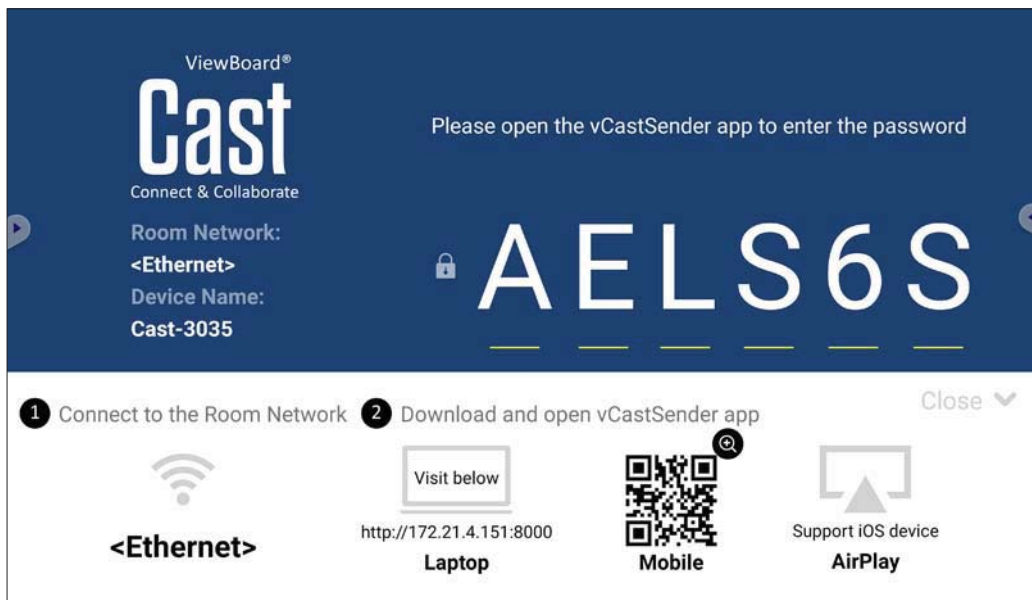 ViewBoard®
Cast
Connect & Collaborate
Room Network:
<Ethernet>
Device Name:
Cast-3035
Please open the vCastSender app to enter the password
AELS6S
Close
1 Connect to the Room Network
<Ethernet>
2 Download and open vCastSender app
Visit below
http://172.21.4.151:8000
Laptop
Mobile
Support iOS device
AirPlay